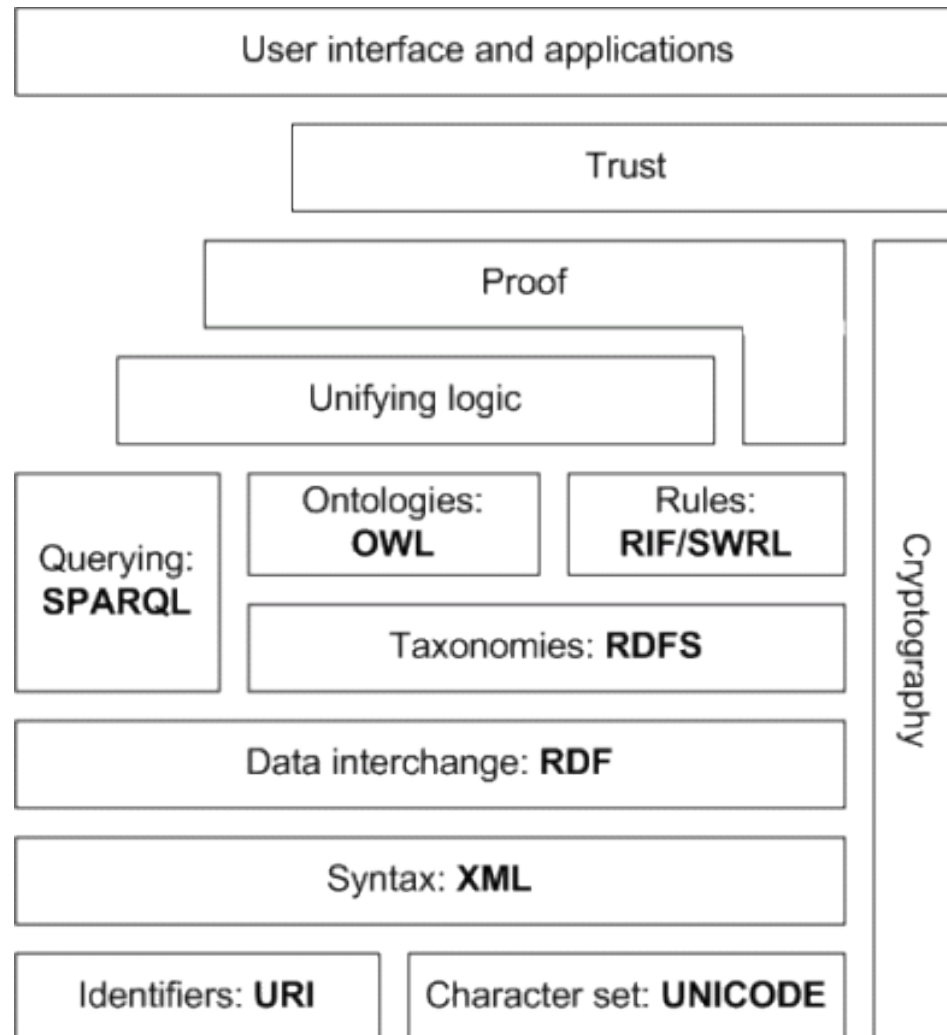 User interface and applications
Trust
Proof
Unifying logic
Querying:
SPARQL
Ontologies:
OWL
Rules:
RIF/SWRL
Taxonomies: RDFS
Cryptography
Data interchange: RDF
Syntax: XML
Identifiers: URI
Character set: UNICODE